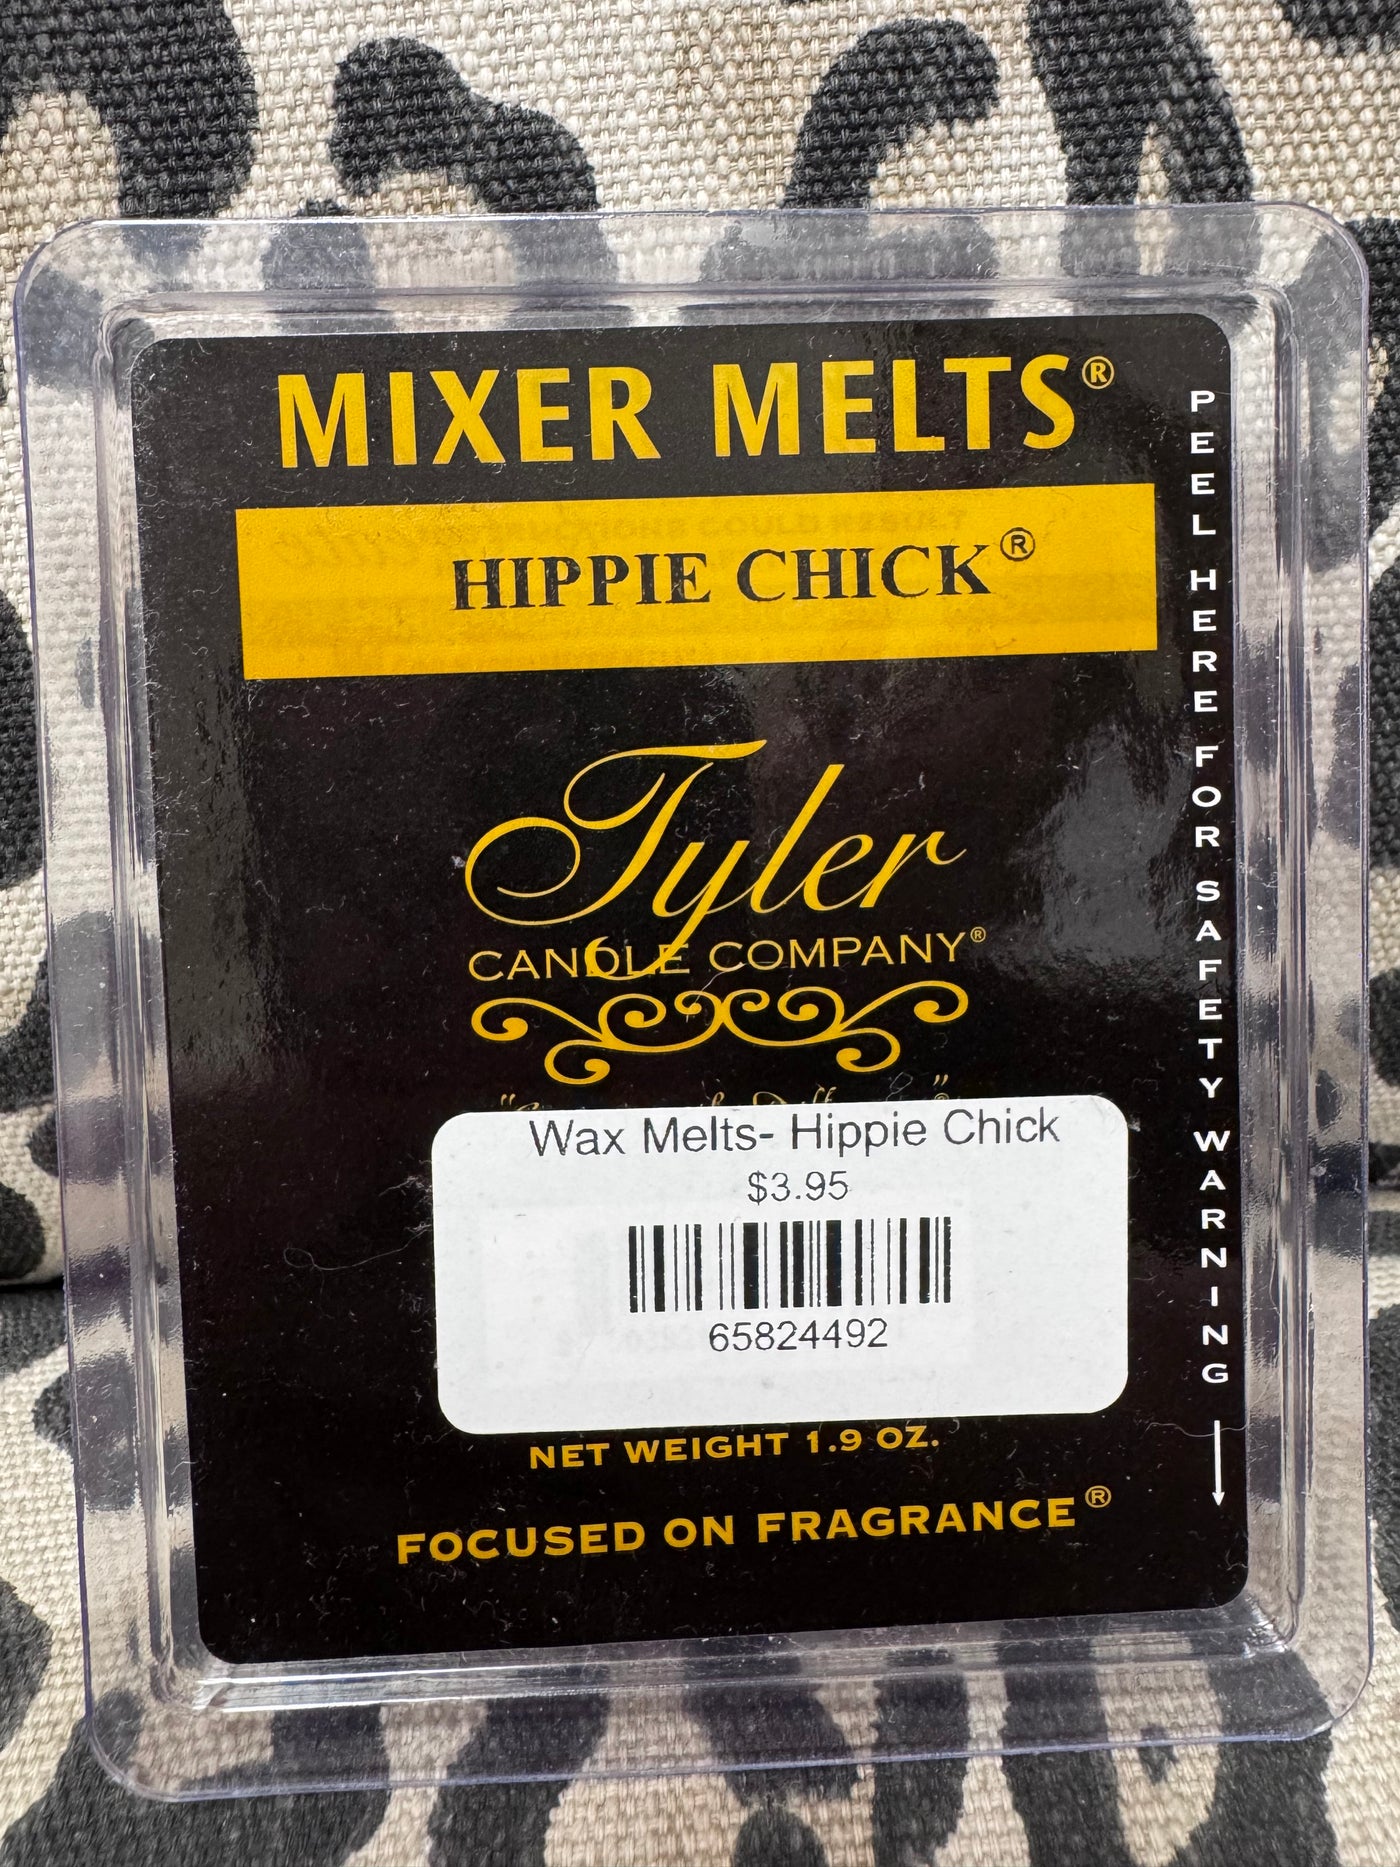 MIXER MELTS®
HIPPIE CHICK®
Tyler
CANDLE COMPANY®
Wax Melts- Hippie Chick
$3.95
65824492
NET WEIGHT 1.9 OZ.
FOCUSED ON FRAGRANCE®
PEEL HERE FOR SAFETY WARNING